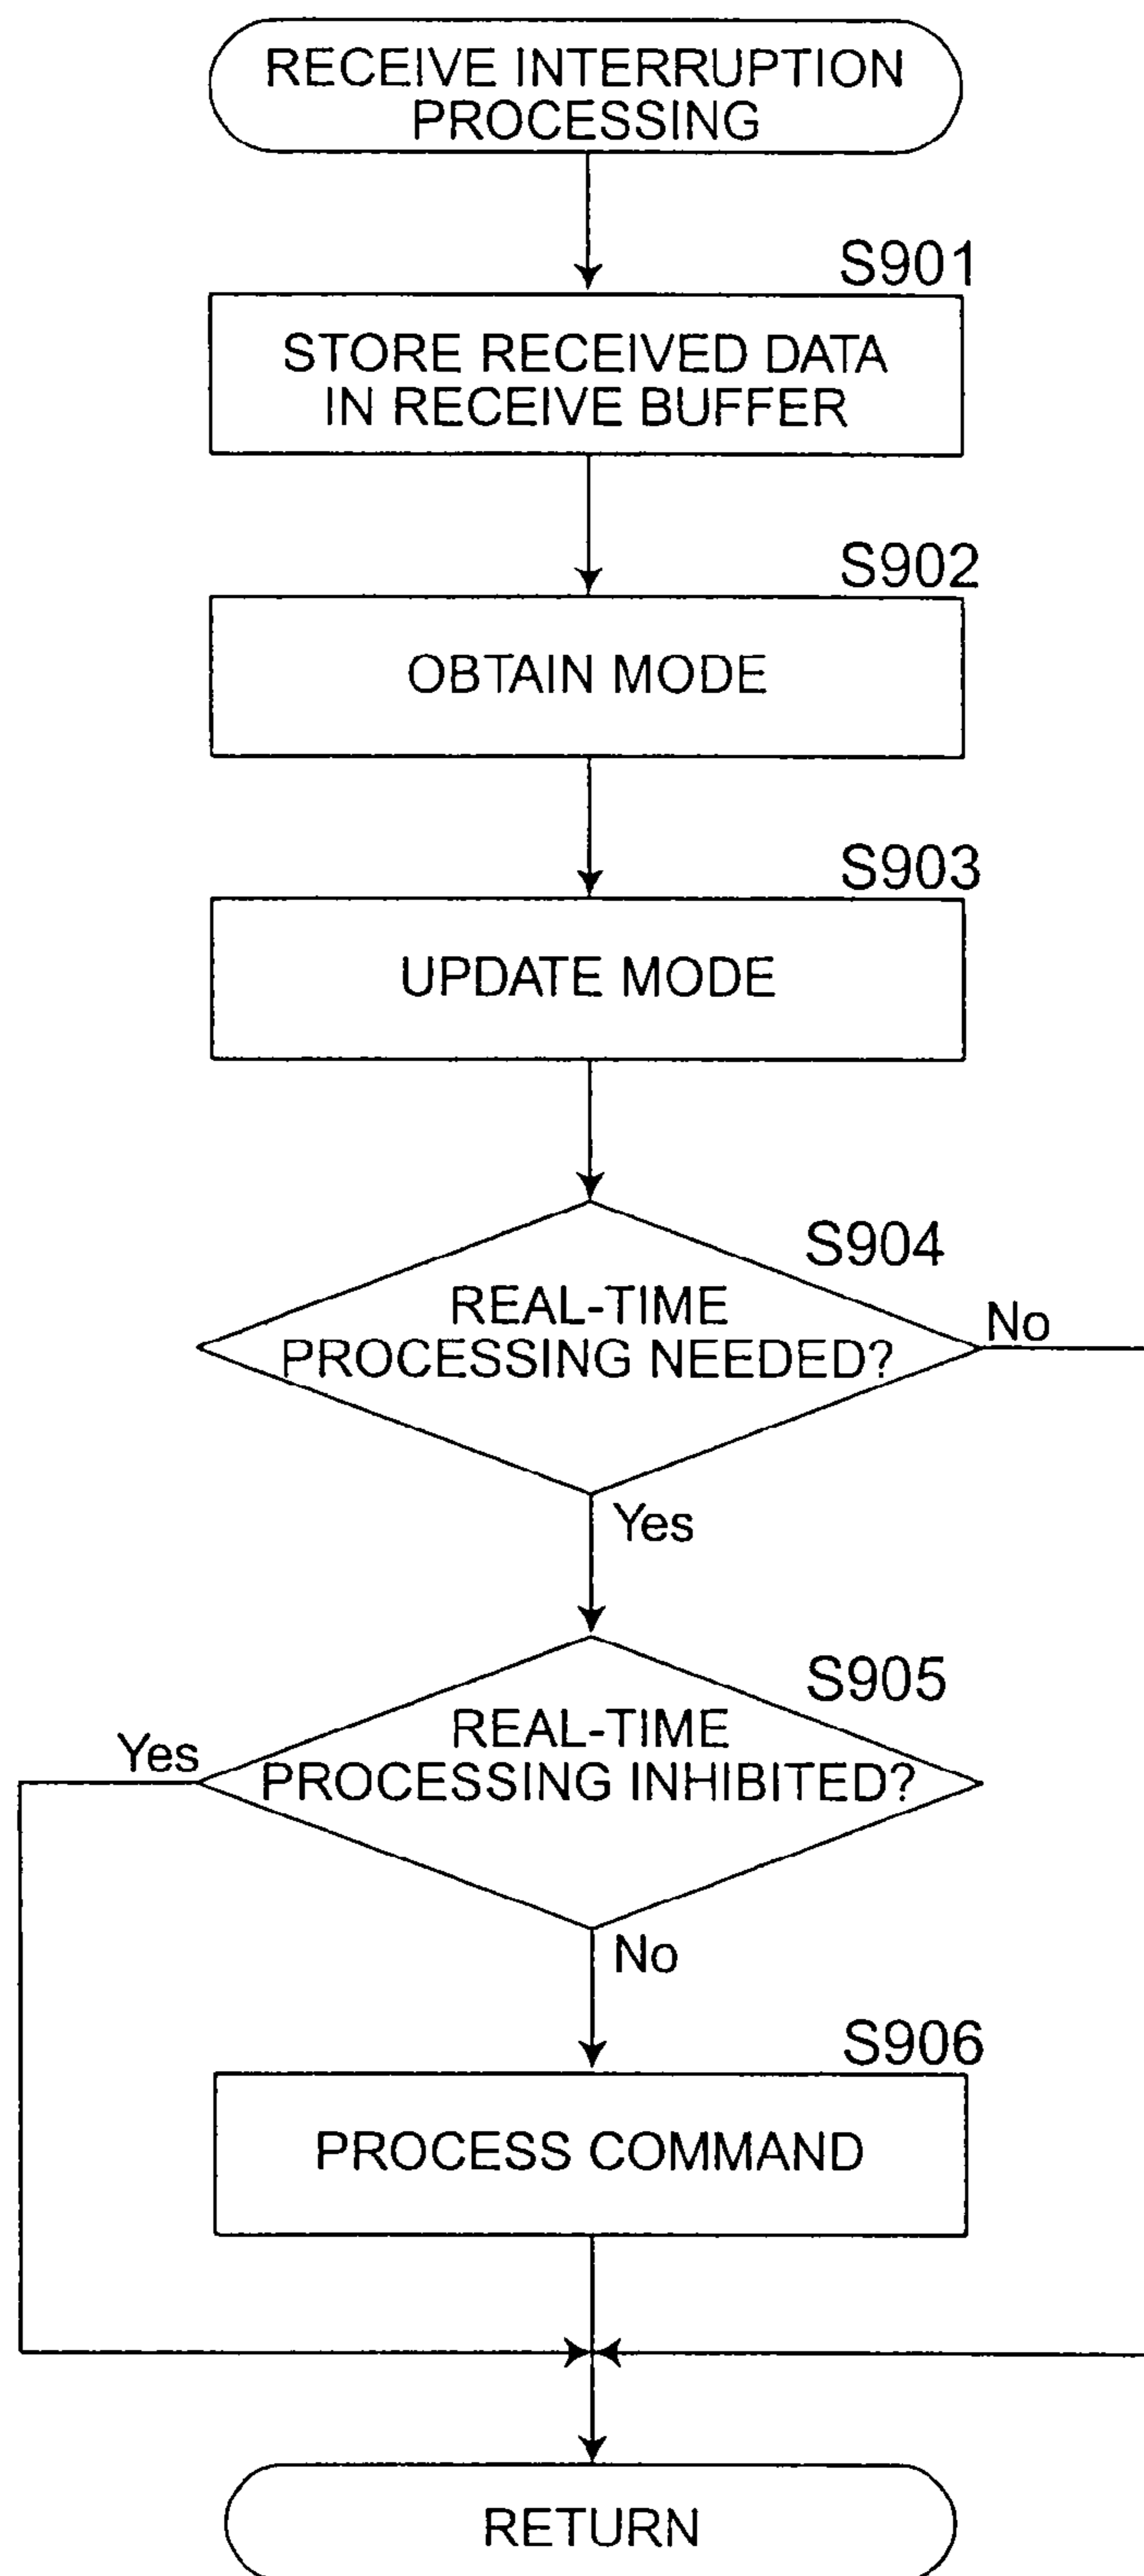 RECEIVE INTERRUPTION
PROCESSING
S901
STORE RECEIVED DATA
IN RECEIVE BUFFER
S902
OBTAIN MODE
S903
UPDATE MODE
S904
REAL-TIME
PROCESSING NEEDED?
No
Yes
S905
REAL-TIME
PROCESSING INHIBITED?
Yes
No
S906
PROCESS COMMAND
RETURN